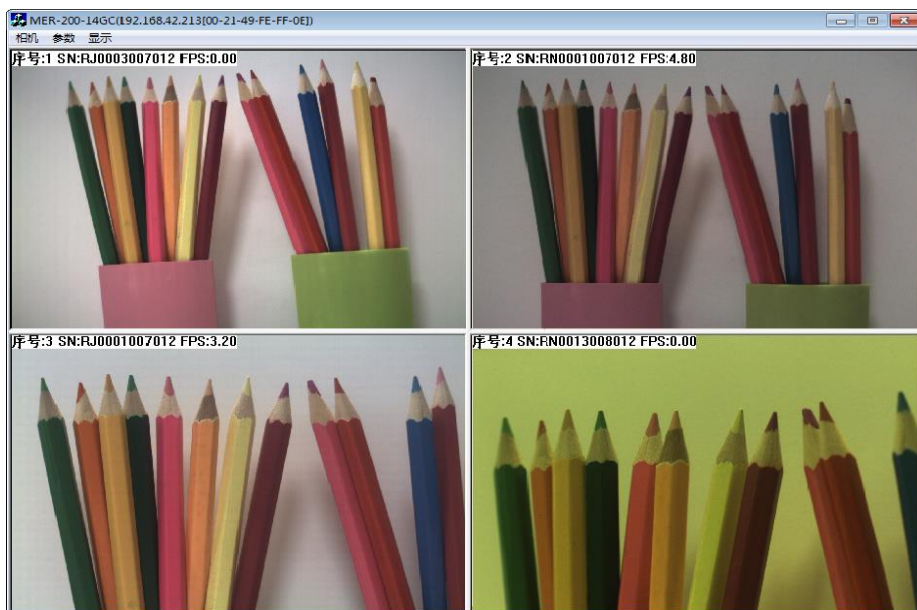 MER-200-14GC(192.168.42.213[00-21-49-FE-FF-0E])
相机 参数 显示
序号:1 SN:RJ0003007012 FPS:0.00
序号:2 SN:RN0001007012 FPS:4.80
序号:3 SN:RJ0001007012 FPS:3.20
序号:4 SN:RN0013008012 FPS:0.00